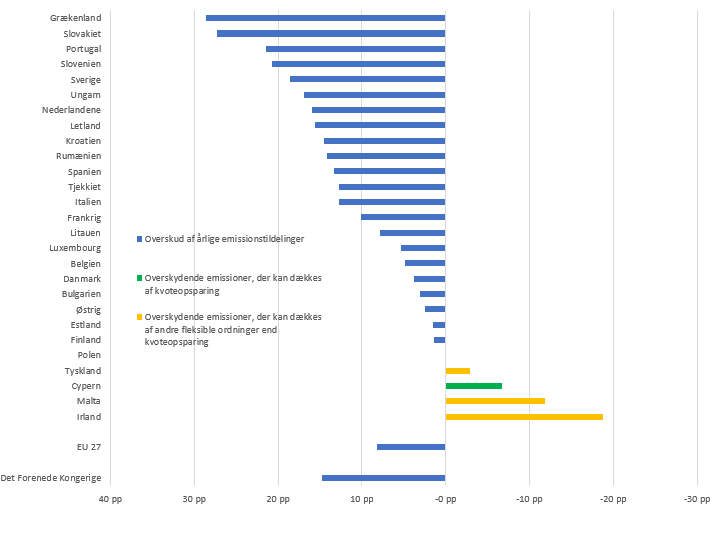 Grækenland
Slovakiet
Portugal
Slovenien
Sverige
Ungarn
Nederlandene
Letland
Kroatien
Rumænien
Spanien
Tjekkiet
Italien
Frankrig
Litauen
Luxembourg
Belgien
Danmark
Bulgarien
Østrig
Estland
Finland
Polen
Tyskland
Cypern
Malta
Irland
EU 27
Det Forenede Kongerige
Overskud af årlige emissionstildelinger
Overskydende emissioner, der kan dækkes
af kvoteopsparing
Overskydende emissioner, der kan dækkes
af andre fleksible ordninger end
kvoteopsparing
40 pp 30 pp 20 pp 10 pp -0 pp -10 pp -20 pp -30 pp